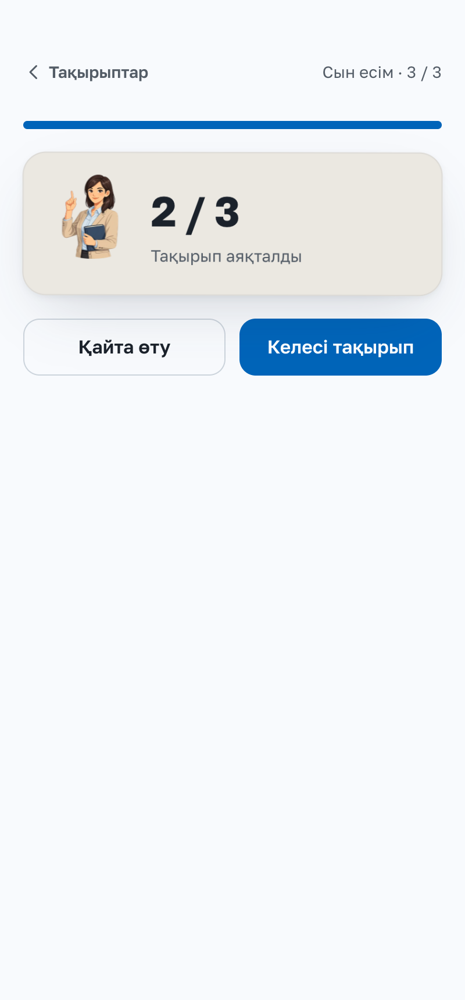 Тақырыптар
Сын есім · 3 / 3
2 / 3
Тақырып аяқталды
Қайта өту
Келесі тақырып